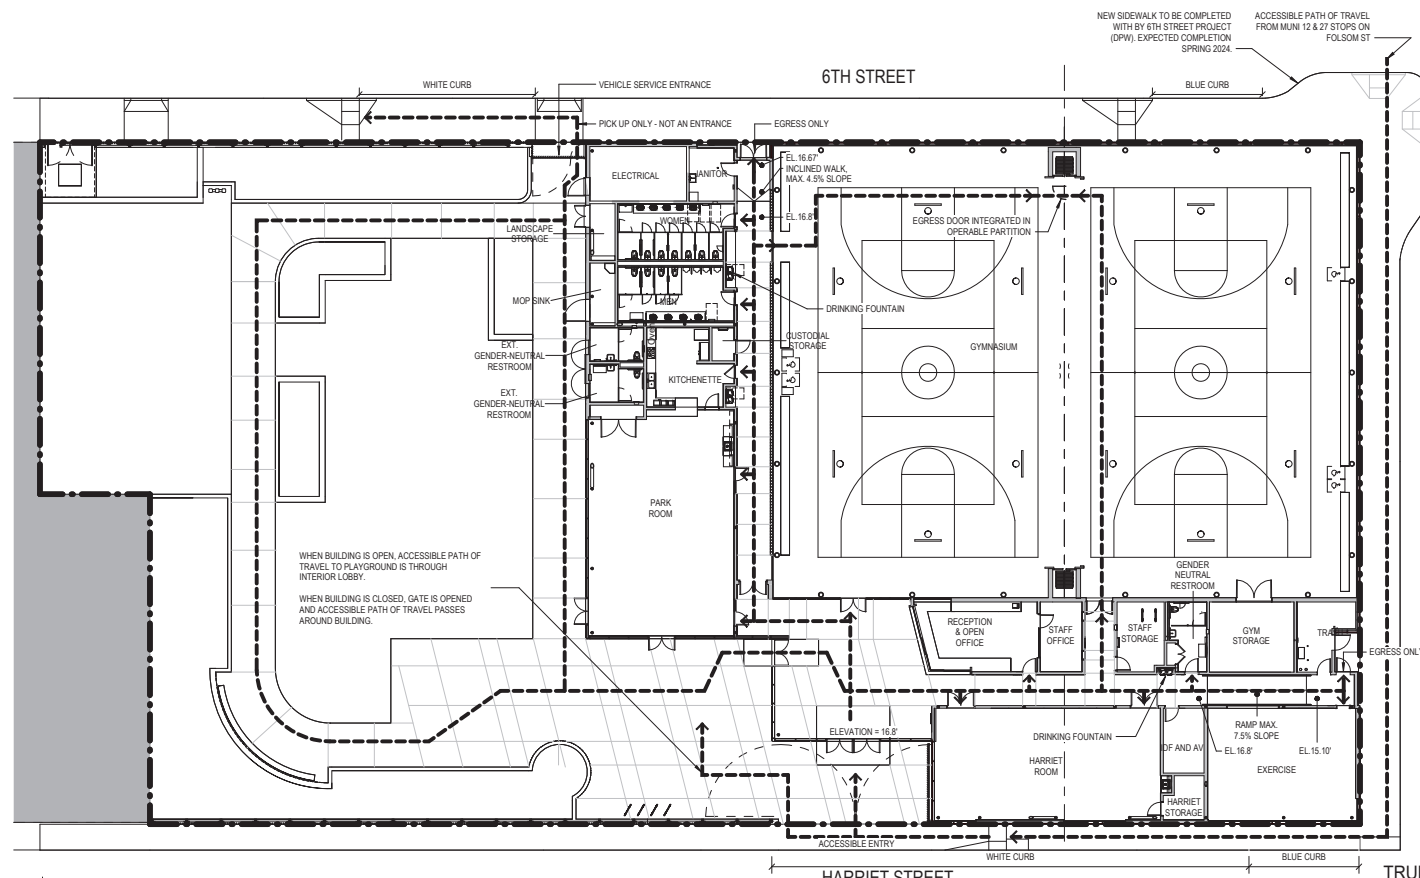 NEW SIDEWALK TO BE COMPLETED
WITH BY 6TH STREET PROJECT
(DPW). EXPECTED COMPLETION
SPRING 2024.
ACCESSIBLE PATH OF TRAVEL
FROM MUNI 12 & 27 STOPS ON
FOLSOM ST
6TH STREET
WHITE CURB
VEHICLE SERVICE ENTRANCE
BLUE CURB
PICK UP ONLY - NOT AN ENTRANCE
EGRESS ONLY
EL.16.67'
INCLINED WALK,
MAX. 4.5% SLOPE
ELECTRICAL
JANITOR
EL.16.8'
WOMEN
LANDSCAPE
STORAGE
EGRESS DOOR INTEGRATED IN
OPERABLE PARTITION
MOP SINK
MEN
DRINKING FOUNTAIN
Oven
CUSTODIAL
STORAGE
EXT.
GENDER-NEUTRAL
RESTROOM
GYMNASIUM
KITCHENETTE
EXT.
GENDER-NEUTRAL
RESTROOM
PARK
ROOM
WHEN BUILDING IS OPEN, ACCESSIBLE PATH OF
TRAVEL TO PLAYGROUND IS THROUGH
INTERIOR LOBBY.
WHEN BUILDING IS CLOSED, GATE IS OPENED
AND ACCESSIBLE PATH OF TRAVEL PASSES
AROUND BUILDING.
GENDER
NEUTRAL
RESTROOM
RECEPTION
& OPEN
OFFICE
STAFF
OFFICE
STAFF
STORAGE
GYM
STORAGE
TRA
EGRESS ONLY
ELEVATION = 16.8'
RAMP MAX.
7.5% SLOPE
DRINKING FOUNTAIN
IDF AND AV
EL.16.8'
EL.15.10'
HARRIET
ROOM
EXERCISE
HARRIET
STORAGE
ACCESSIBLE ENTRY
WHITE CURB
BLUE CURB
HARRIET STREET
TRU